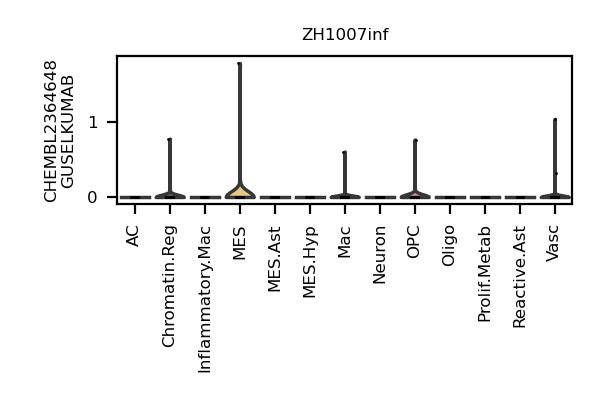 ZH1007inf
CHEMBL2364648
GUSELKUMAB
1
0
AC
Chromatin.Reg
Inflammatory.Mac
MES
MES.Ast
MES.Hyp
Mac
Neuron
OPC
Oligo
Prolif.Metab
Reactive.Ast
Vasc